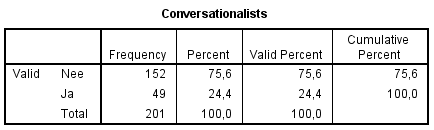 Conversationalists
Frequency Percent Valid Percent Cumulative Percent
Valid Nee 152 75,6 75,6 75,6
Ja 49 24,4 24,4 100,0
Total 201 100,0 100,0